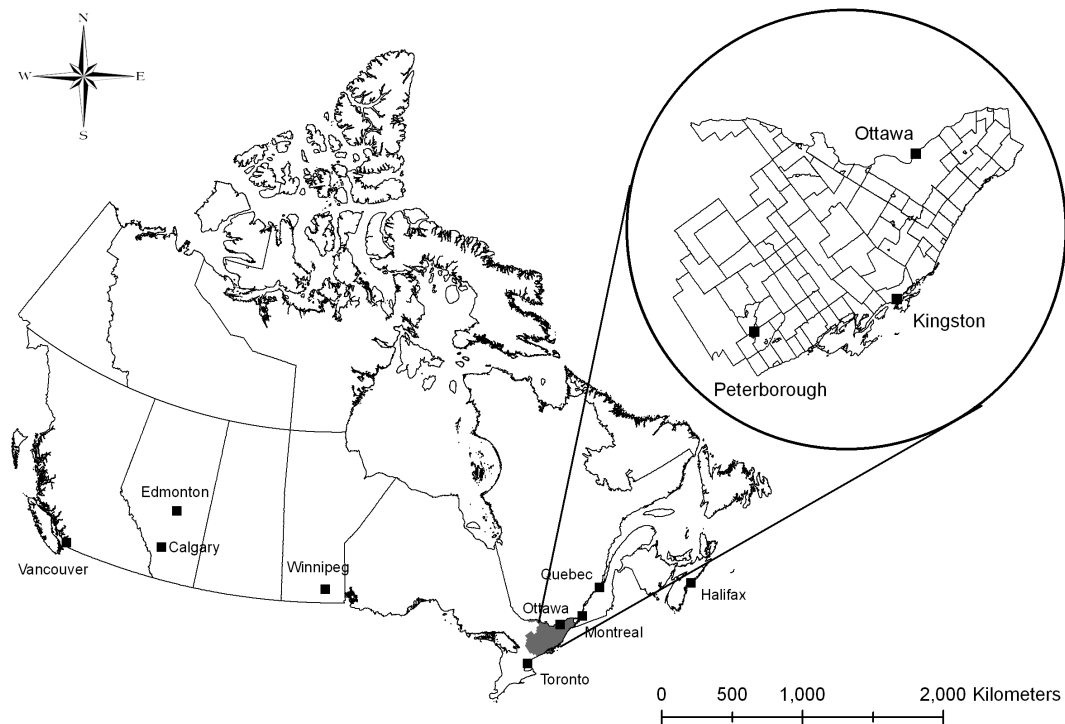 N
W
E
S
Ottawa
Kingston
Peterborough
Edmonton
Calgary
Vancouver
Winnipeg
Quebec
Ottawa
Montreal
Halifax
Toronto
0 500 1,000 2,000 Kilometers